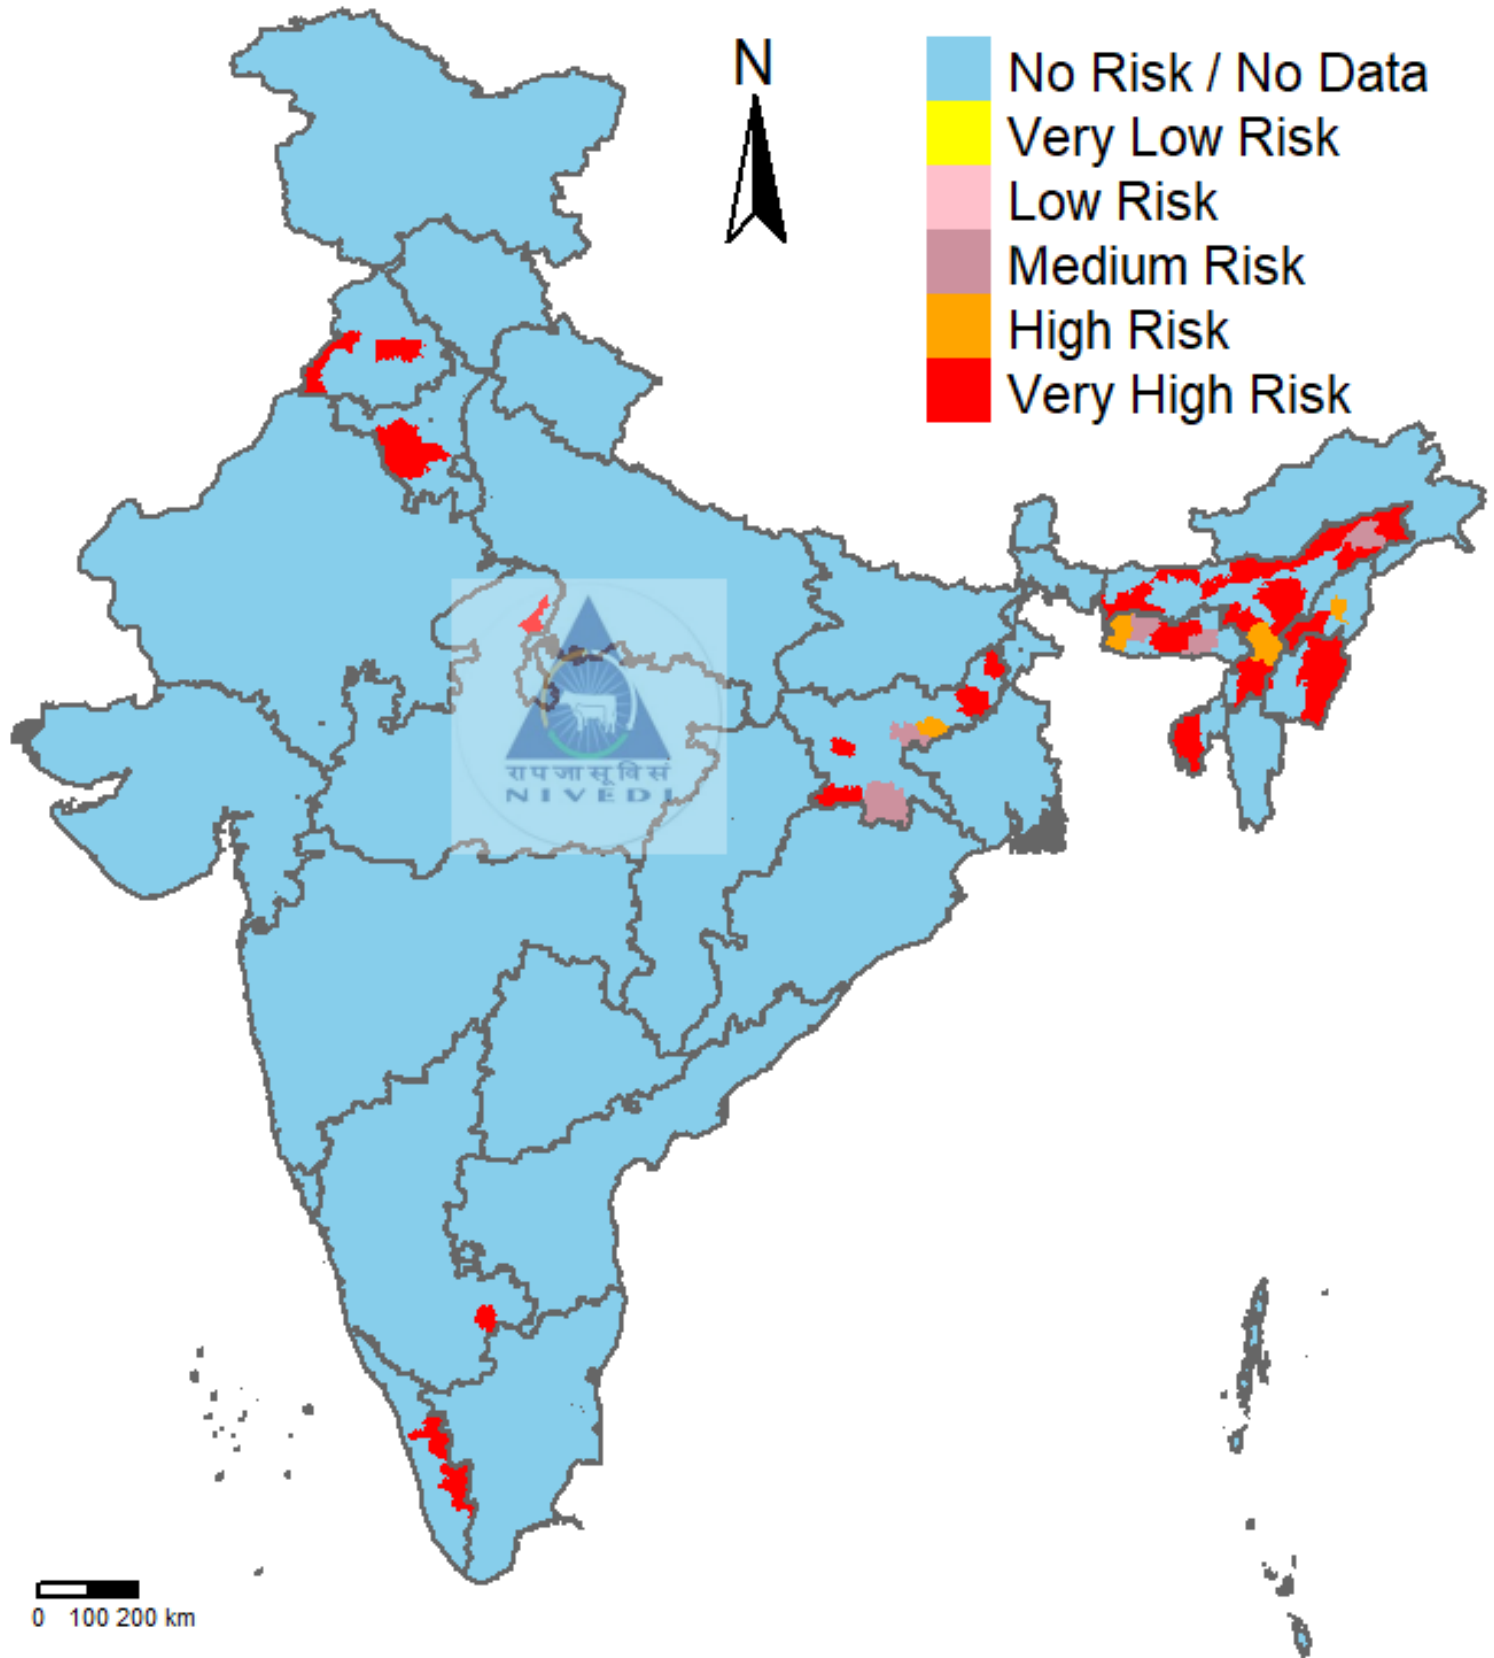 N
No Risk / No Data
Very Low Risk
Low Risk
Medium Risk
High Risk
Very High Risk
रा प जा सू वि सं
NIVEDI
0 100 200 km